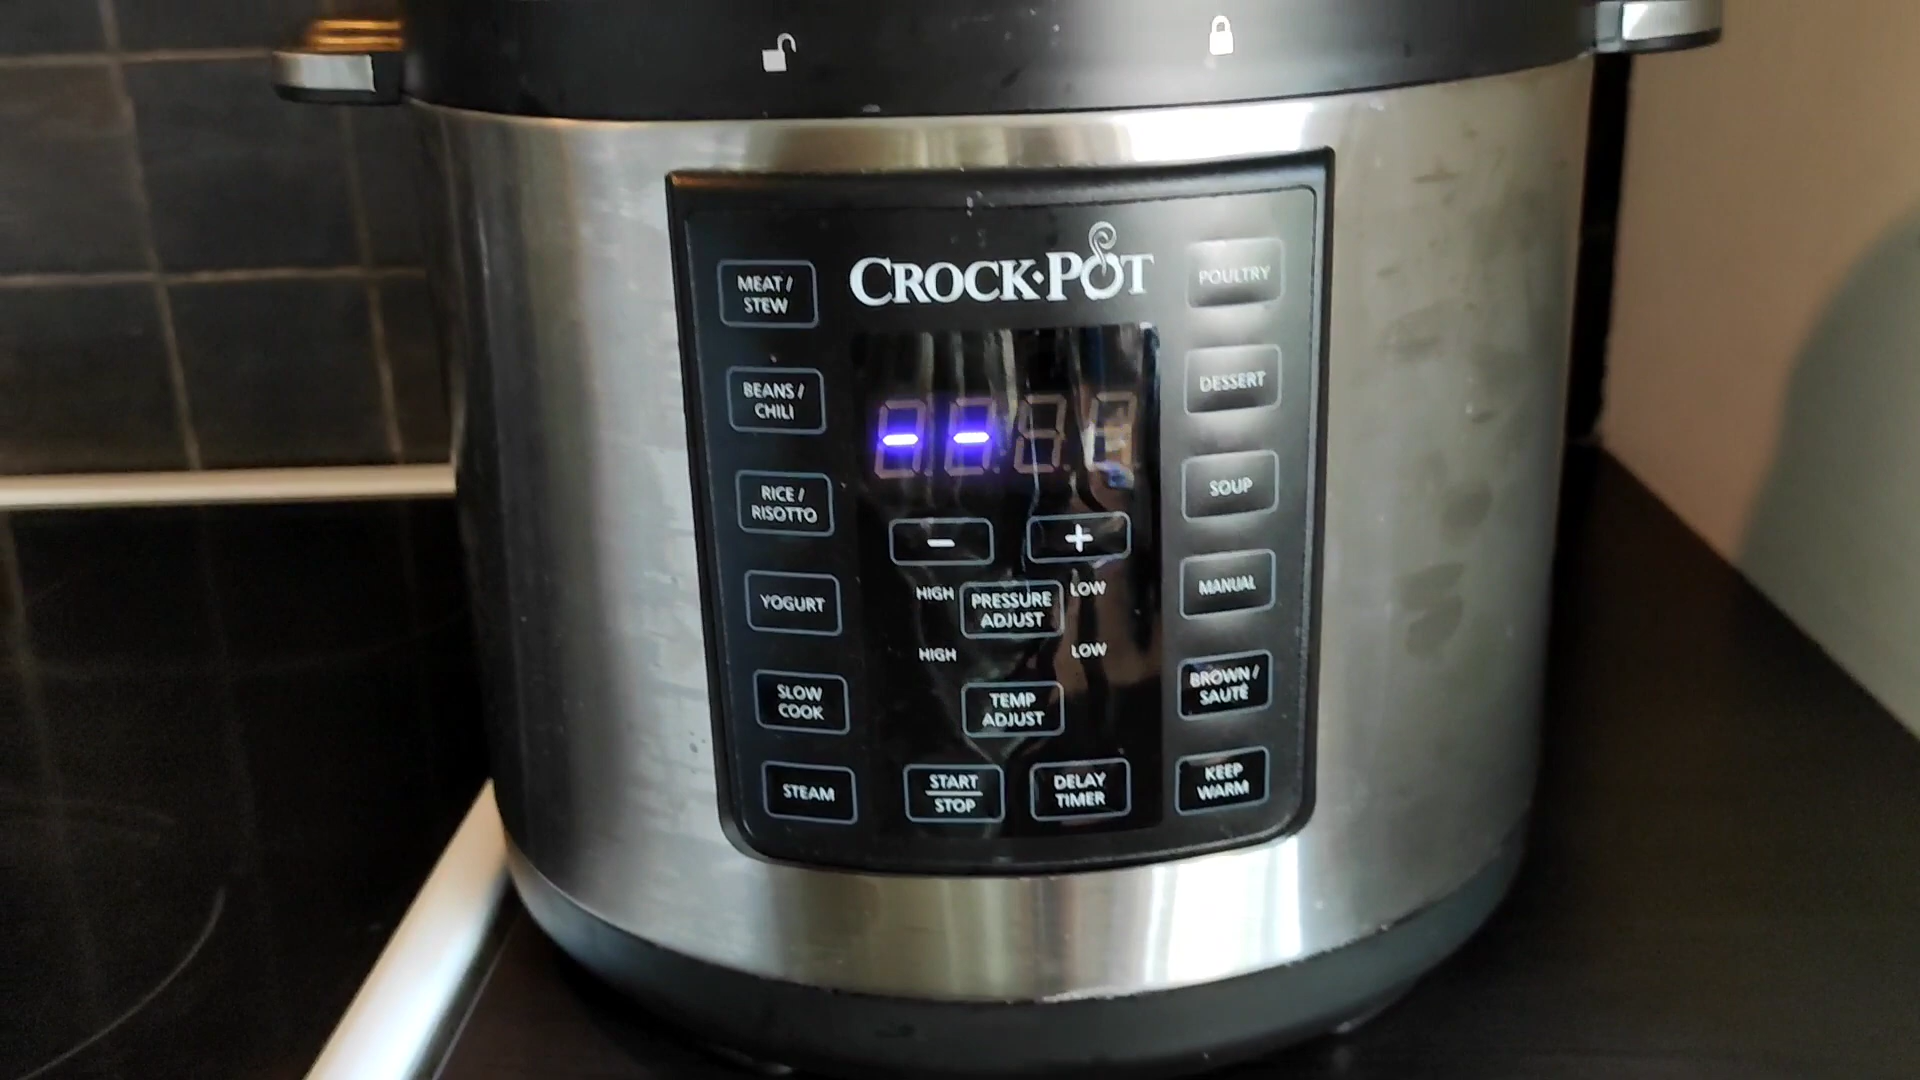 CROCK·POT
MEAT /
STEW
BEANS /
CHILI
RICE /
RISOTTO
YOGURT
SLOW
COOK
STEAM
--
−
+
HIGH
PRESSURE
ADJUST
LOW
HIGH
LOW
TEMP
ADJUST
START
STOP
DELAY
TIMER
POULTRY
DESSERT
SOUP
MANUAL
BROWN /
SAUTÉ
KEEP
WARM